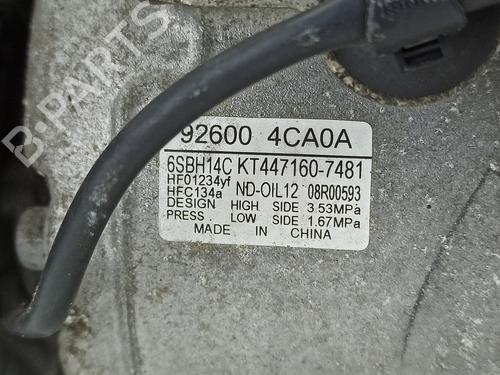 B-PARTS
92600 4CA0A
6SBH14C KT447160-7481
HFO1234yf
HFC134a ND-OIL12 08R00593
DESIGN HIGH SIDE 3.53MPa
PRESS. LOW SIDE 1.67MPa
MADE IN CHINA